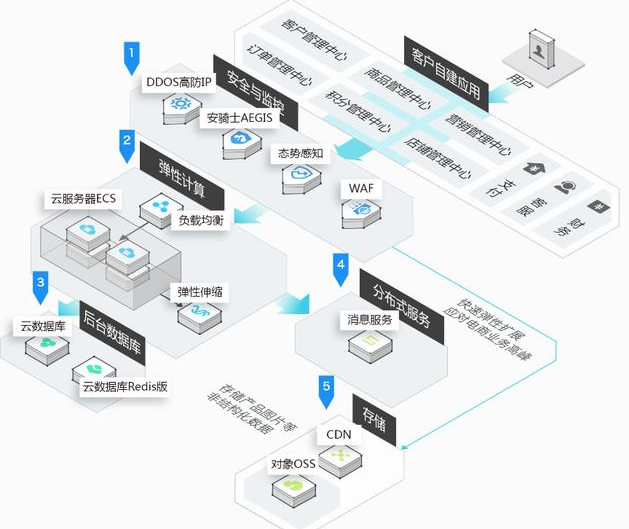 用户
客户自建应用
客户管理中心
订单管理中心
商品管理中心
积分管理中心
营销管理中心
店铺管理中心
支付
客服
财务
1
安全与监控
DDOS高防IP
安骑士AEGIS
态势感知
WAF
2
弹性计算
云服务器ECS
负载均衡
弹性伸缩
3
后台数据库
云数据库
云数据库Redis版
4
分布式服务
消息服务
快速弹性扩展
应对电商业务高峰
5
存储
CDN
对象OSS
存储产品图片等
非结构化数据